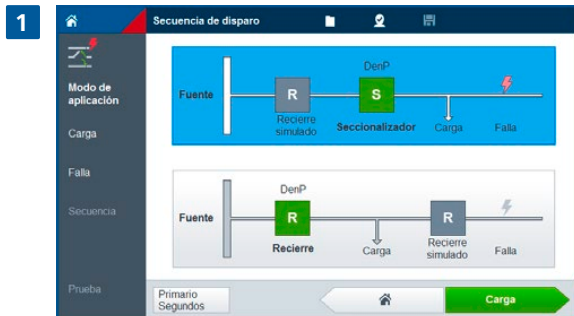 1
Secuencia de disparo
Modo de
aplicación
Carga
Falla
Secuencia
Prueba
DenP
Fuente
R
S
Recierre
simulado
Seccionalizador
Carga
Falla
DenP
Fuente
R
R
Recierre
Carga
Recierre
simulado
Falla
Primario
Segundos
Carga